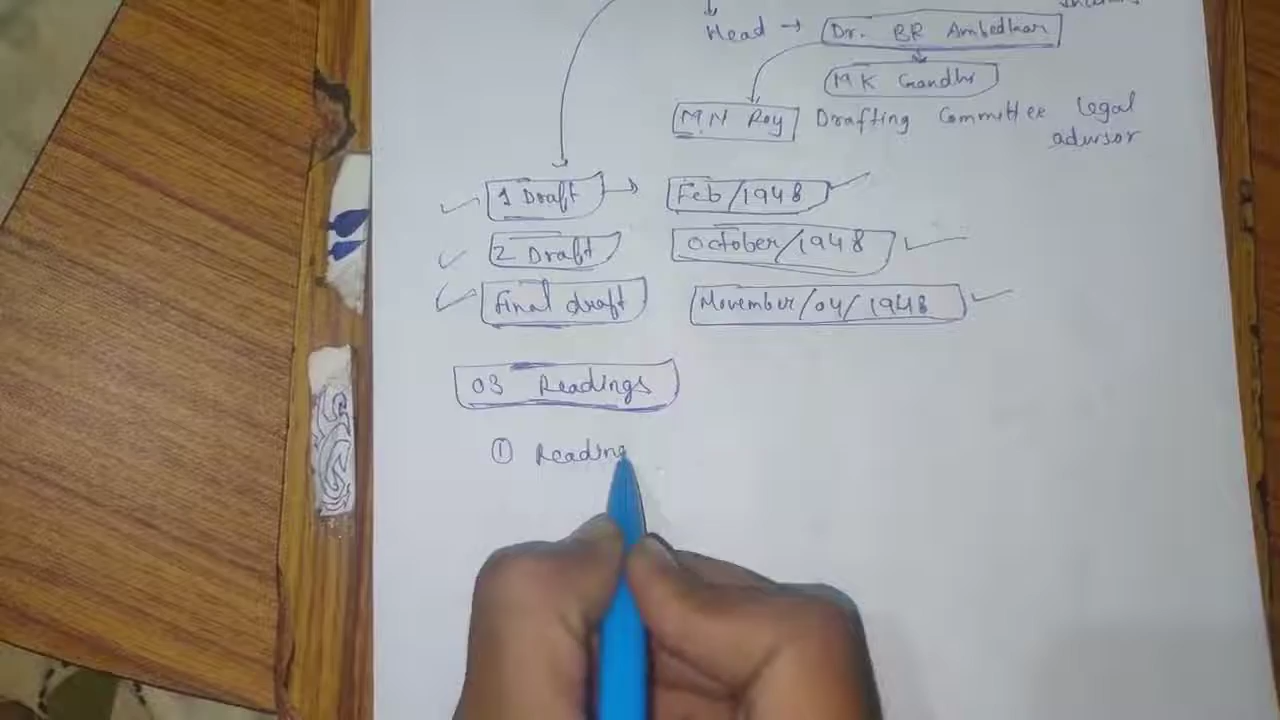 Head → Dr. BR Ambedkar
M K Gandhi
M.N Roy Drafting Committee legal
advisor
1 Draft → Feb/1948
2 Draft October/1948
Final draft November/04/1948
03 Readings
① Reading